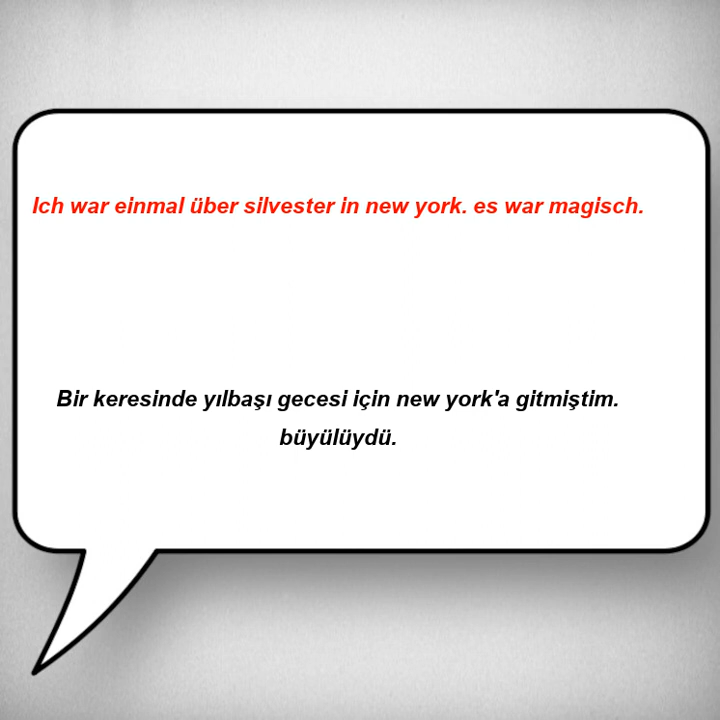 Ich war einmal über silvester in new york. es war magisch.
Bir keresinde yılbaşı gecesi için new york'a gitmiştim.
büyülüydü.